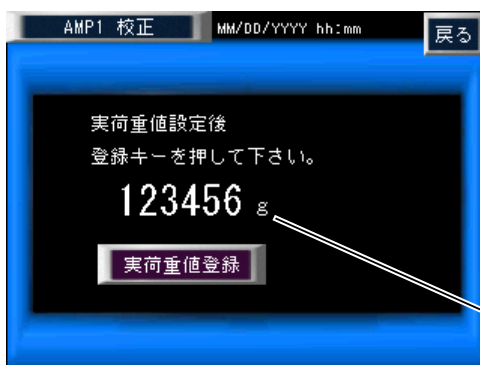 AMP1 校正 MM/DD/YYYY hh:mm 戻る
実荷重値設定後
登録キーを押して下さい。
123456 g
実荷重値登録